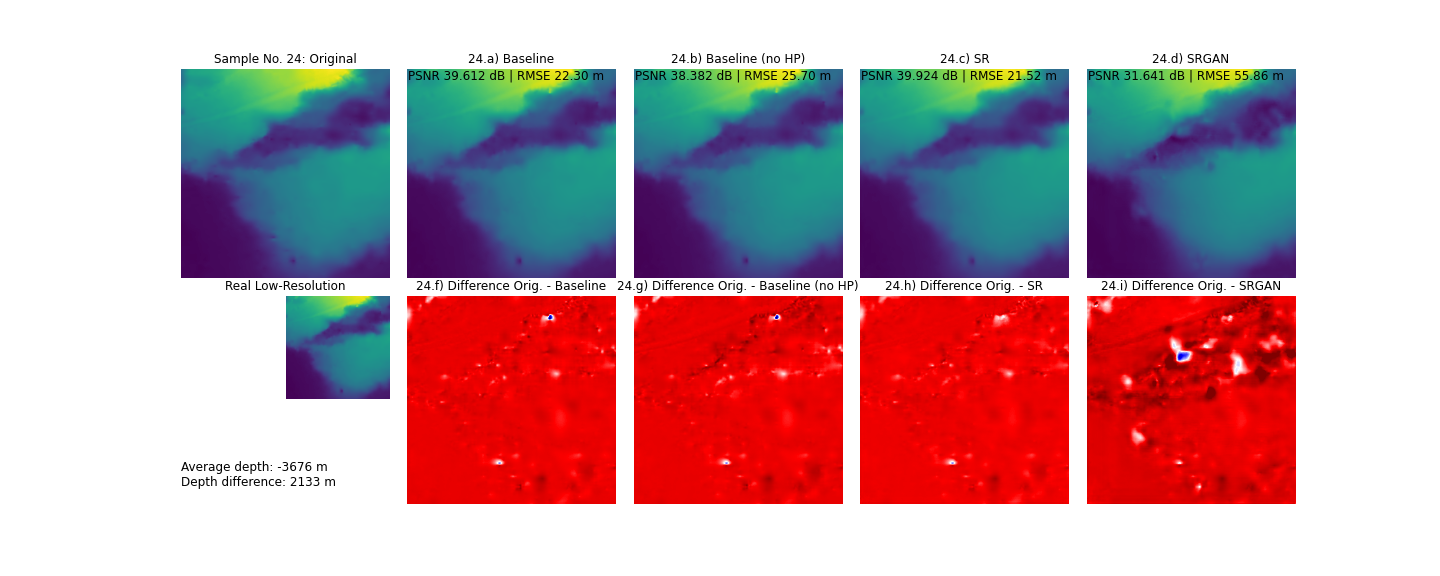 Sample No. 24: Original
24.a) Baseline
24.b) Baseline (no HP)
24.c) SR
24.d) SRGAN
PSNR 39.612 dB | RMSE 22.30 m
PSNR 38.382 dB | RMSE 25.70 m
PSNR 39.924 dB | RMSE 21.52 m
PSNR 31.641 dB | RMSE 55.86 m
Real Low-Resolution
24.f) Difference Orig. - Baseline
24.g) Difference Orig. - Baseline (no HP)
24.h) Difference Orig. - SR
24.i) Difference Orig. - SRGAN
Average depth: -3676 m
Depth difference: 2133 m